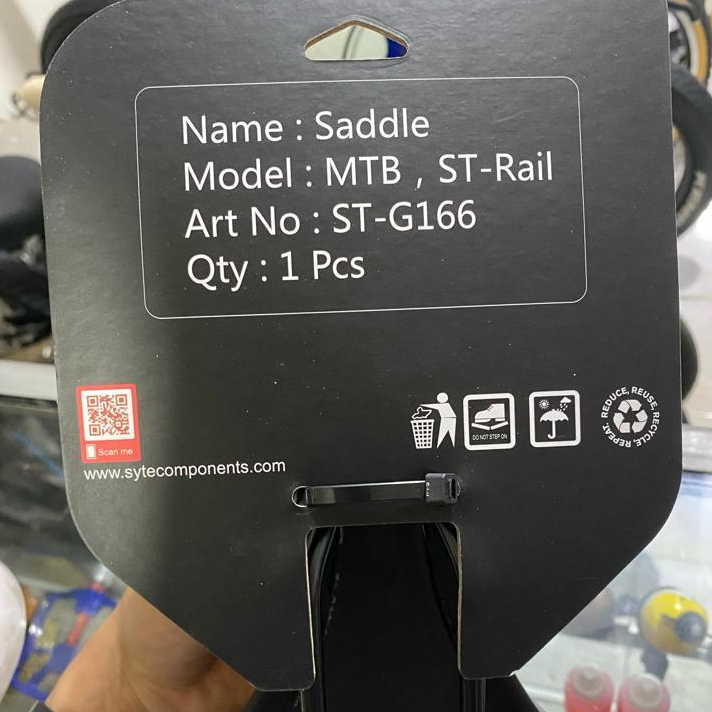 Name : Saddle
Model : MTB , ST-Rail
Art No : ST-G166
Qty : 1 Pcs
Scan me
www.sytecomponents.com
DO NOT STEP ON
REDUCE, REUSE, RECYCLE, REPEAT.